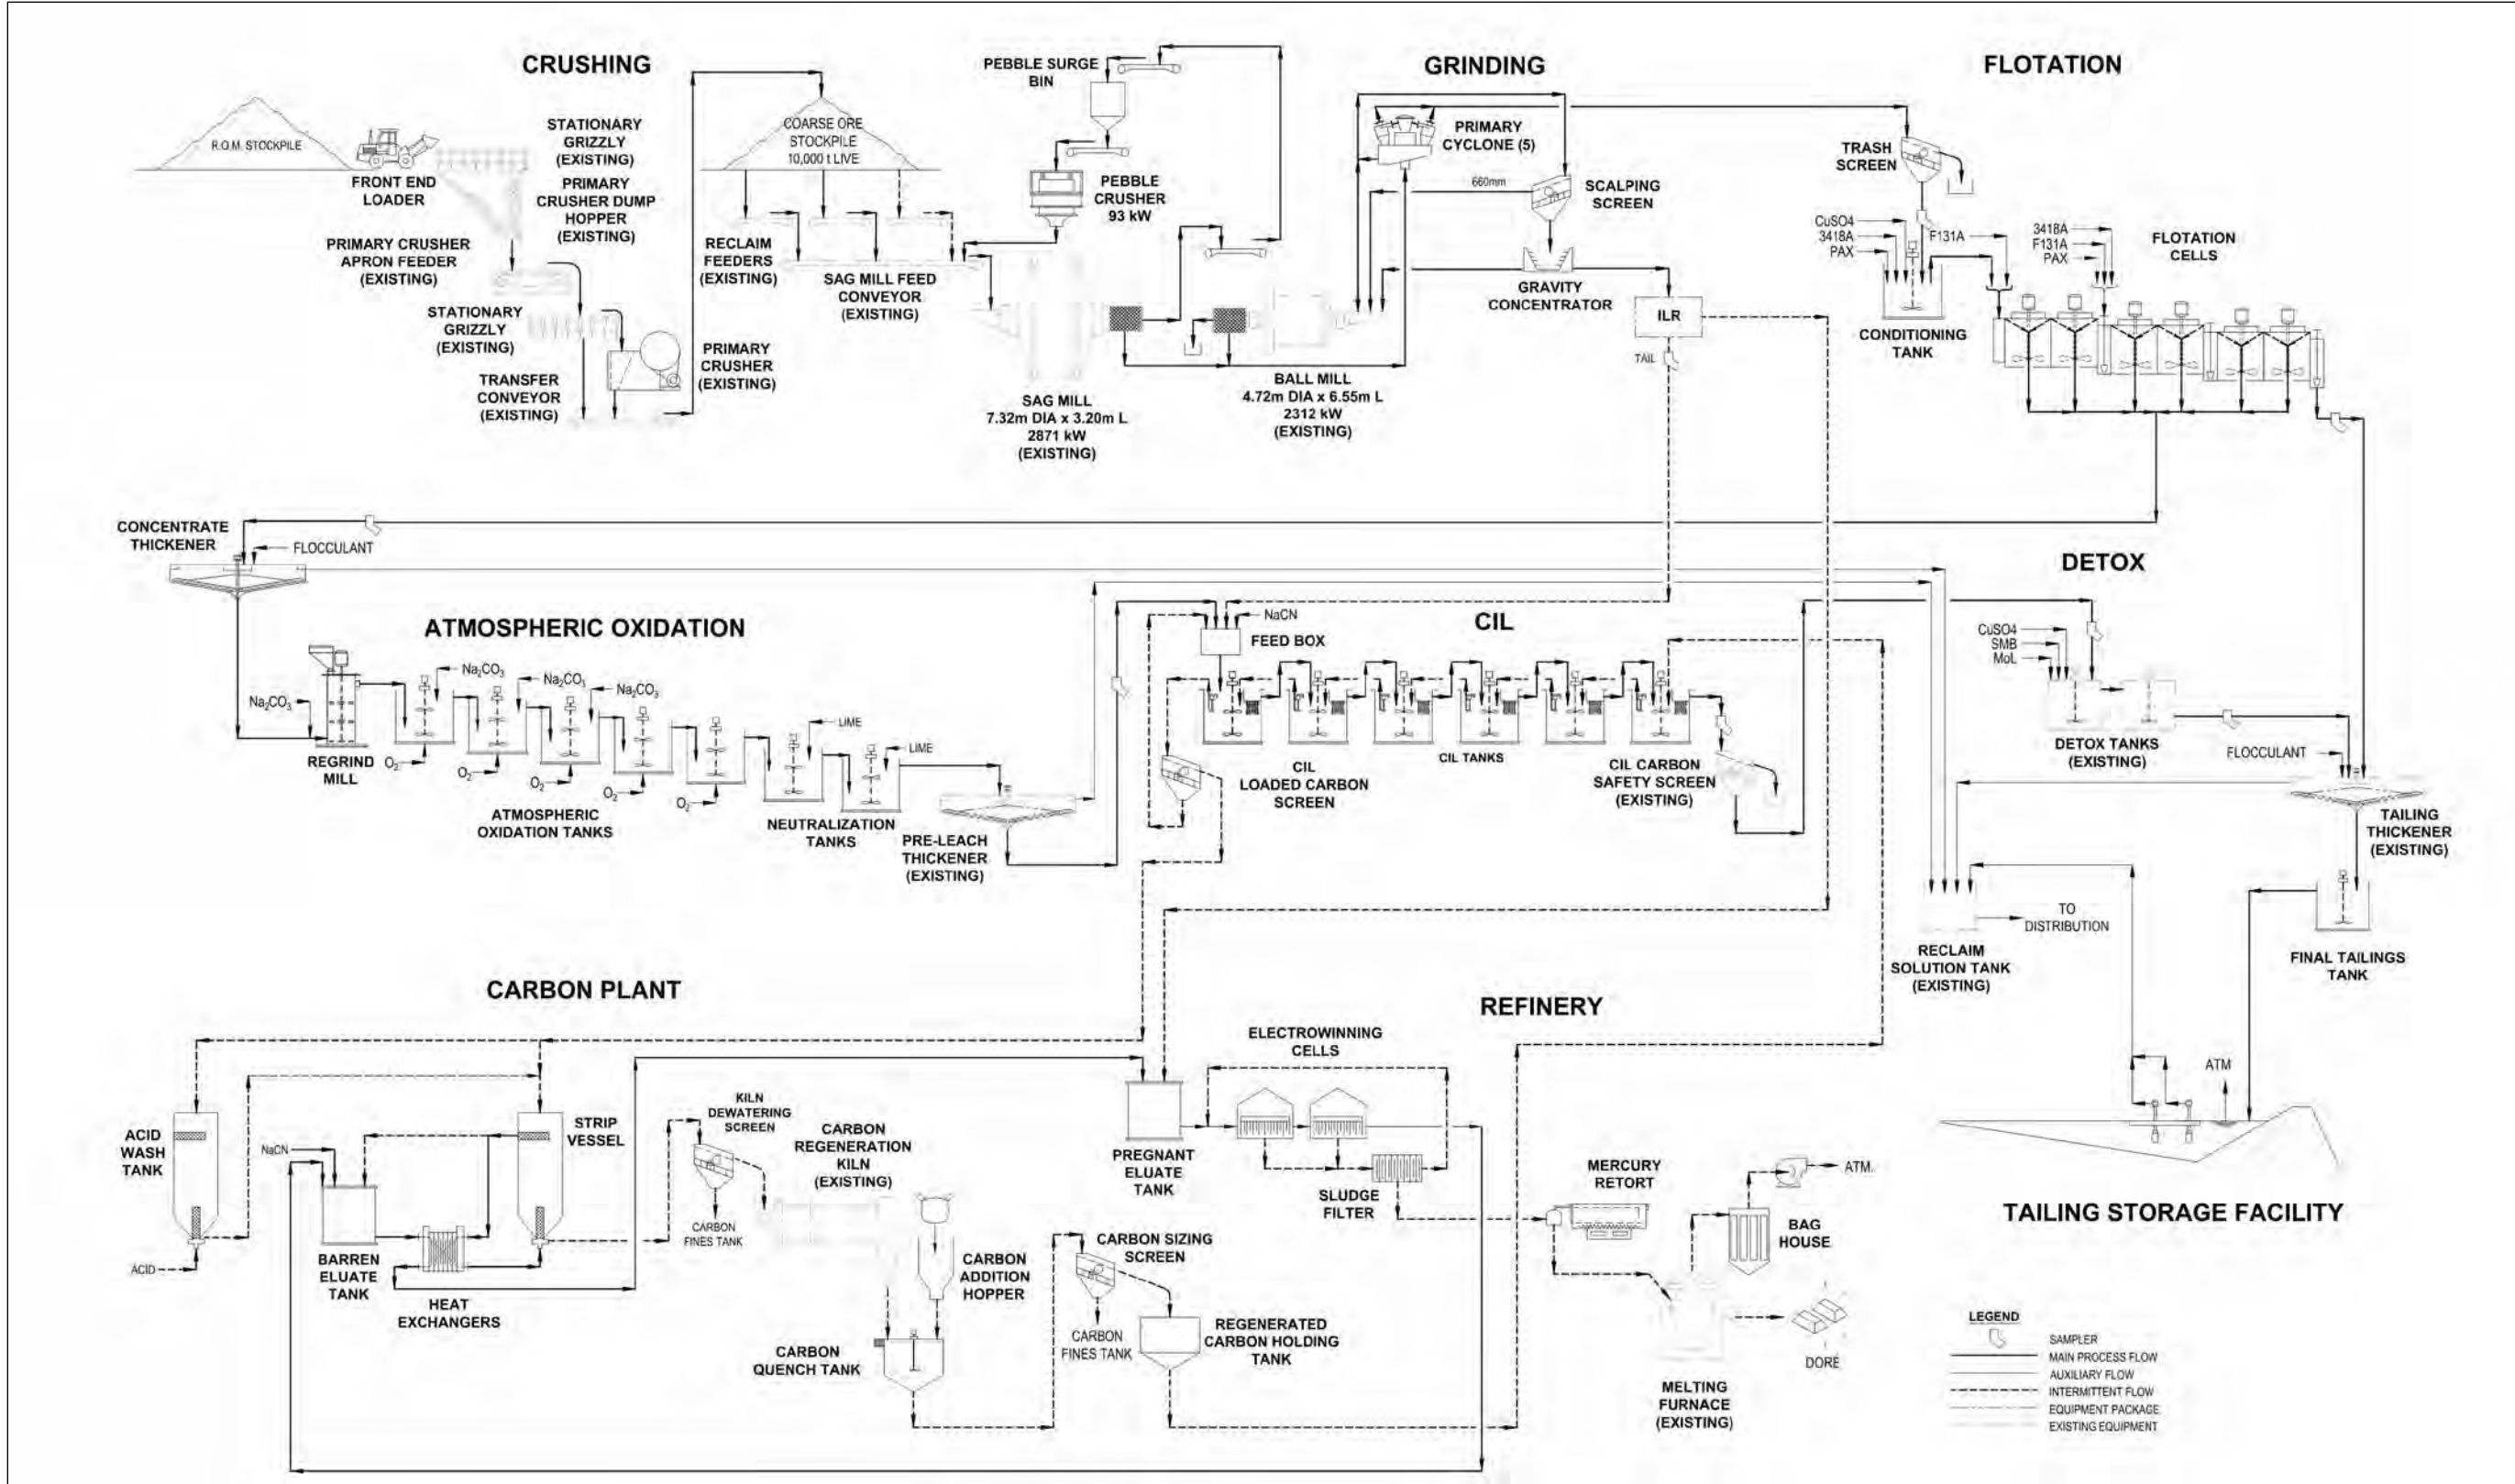 CRUSHING
R.O.M. STOCKPILE
FRONT END
LOADER
STATIONARY
GRIZZLY
(EXISTING)
PRIMARY
CRUSHER DUMP
HOPPER
(EXISTING)
PRIMARY CRUSHER
APRON FEEDER
(EXISTING)
STATIONARY
GRIZZLY
(EXISTING)
TRANSFER
CONVEYOR
(EXISTING)
PRIMARY
CRUSHER
(EXISTING)
COARSE ORE
STOCKPILE
10,000 t LIVE
RECLAIM
FEEDERS
(EXISTING)
SAG MILL FEED
CONVEYOR
(EXISTING)
PEBBLE SURGE
BIN
PEBBLE
CRUSHER
93 kW
SAG MILL
7.32m DIA x 3.20m L
2871 kW
(EXISTING)
GRINDING
PRIMARY
CYCLONE (5)
660mm
SCALPING
SCREEN
GRAVITY
CONCENTRATOR
ILR
TAIL
BALL MILL
4.72m DIA x 6.55m L
2312 kW
(EXISTING)
FLOTATION
TRASH
SCREEN
CuSO4
3418A
PAX
F131A
3418A
F131A
PAX
FLOTATION
CELLS
CONDITIONING
TANK
CONCENTRATE
THICKENER
FLOCCULANT
ATMOSPHERIC OXIDATION
Na2CO3
Na2CO3
Na2CO3
Na2CO3
REGRIND
MILL
O2
O2
O2
O2
O2
ATMOSPHERIC
OXIDATION TANKS
LIME
LIME
NEUTRALIZATION
TANKS
PRE-LEACH
THICKENER
(EXISTING)
CIL
NaCN
FEED BOX
CIL
LOADED CARBON
SCREEN
CIL TANKS
CIL CARBON
SAFETY SCREEN
(EXISTING)
DETOX
CuSO4
SMB
MoL
DETOX TANKS
(EXISTING)
FLOCCULANT
TAILING
THICKENER
(EXISTING)
TO
DISTRIBUTION
RECLAIM
SOLUTION TANK
(EXISTING)
FINAL TAILINGS
TANK
ATM
TAILING STORAGE FACILITY
CARBON PLANT
ACID
WASH
TANK
ACID
NaCN
BARREN
ELUATE
TANK
HEAT
EXCHANGERS
STRIP
VESSEL
KILN
DEWATERING
SCREEN
CARBON
FINES TANK
CARBON
REGENERATION
KILN
(EXISTING)
CARBON
ADDITION
HOPPER
CARBON
QUENCH TANK
CARBON SIZING
SCREEN
CARBON
FINES TANK
REGENERATED
CARBON HOLDING
TANK
REFINERY
ELECTROWINNING
CELLS
PREGNANT
ELUATE
TANK
SLUDGE
FILTER
MERCURY
RETORT
ATM.
BAG
HOUSE
DORE
MELTING
FURNACE
(EXISTING)
LEGEND
SAMPLER
MAIN PROCESS FLOW
AUXILIARY FLOW
INTERMITTENT FLOW
EQUIPMENT PACKAGE
EXISTING EQUIPMENT